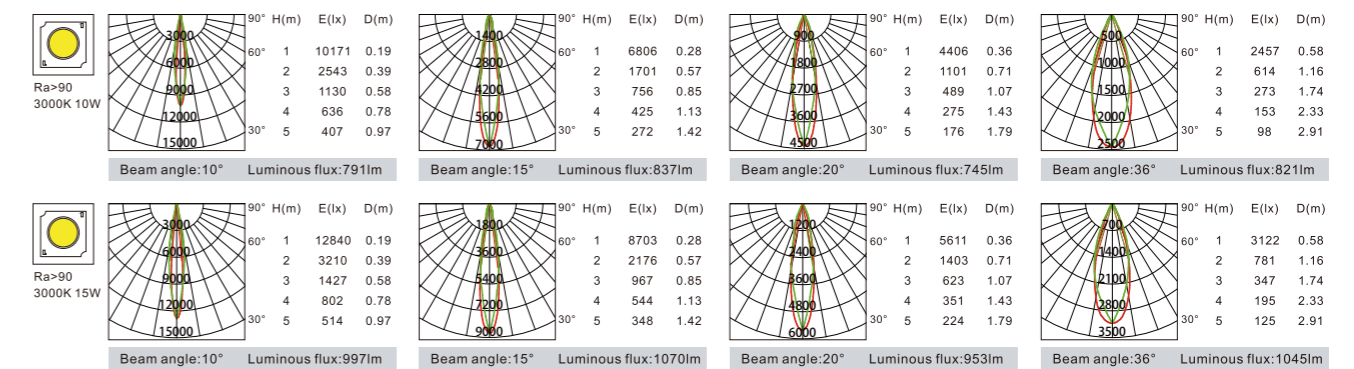 Ra>90
3000K 10W
3000
6000
9000
12000
15000
90° H(m) E(lx) D(m)
60° 1 10171 0.19
2 2543 0.39
3 1130 0.58
4 636 0.78
30° 5 407 0.97
Beam angle:10° Luminous flux:791lm
1400
2800
4200
5600
7000
90° H(m) E(lx) D(m)
60° 1 6806 0.28
2 1701 0.57
3 756 0.85
4 425 1.13
30° 5 272 1.42
Beam angle:15° Luminous flux:837lm
900
1800
2700
3600
4500
90° H(m) E(lx) D(m)
60° 1 4406 0.36
2 1101 0.71
3 489 1.07
4 275 1.43
30° 5 176 1.79
Beam angle:20° Luminous flux:745lm
500
1000
1500
2000
2500
90° H(m) E(lx) D(m)
60° 1 2457 0.58
2 614 1.16
3 273 1.74
4 153 2.33
30° 5 98 2.91
Beam angle:36° Luminous flux:821lm
Ra>90
3000K 15W
3000
6000
9000
12000
15000
90° H(m) E(lx) D(m)
60° 1 12840 0.19
2 3210 0.39
3 1427 0.58
4 802 0.78
30° 5 514 0.97
Beam angle:10° Luminous flux:997lm
1800
3600
5400
7200
9000
90° H(m) E(lx) D(m)
60° 1 8703 0.28
2 2176 0.57
3 967 0.85
4 544 1.13
30° 5 348 1.42
Beam angle:15° Luminous flux:1070lm
1200
2400
3600
4800
6000
90° H(m) E(lx) D(m)
60° 1 5611 0.36
2 1403 0.71
3 623 1.07
4 351 1.43
30° 5 224 1.79
Beam angle:20° Luminous flux:953lm
700
1400
2100
2800
3500
90° H(m) E(lx) D(m)
60° 1 3122 0.58
2 781 1.16
3 347 1.74
4 195 2.33
30° 5 125 2.91
Beam angle:36° Luminous flux:1045lm